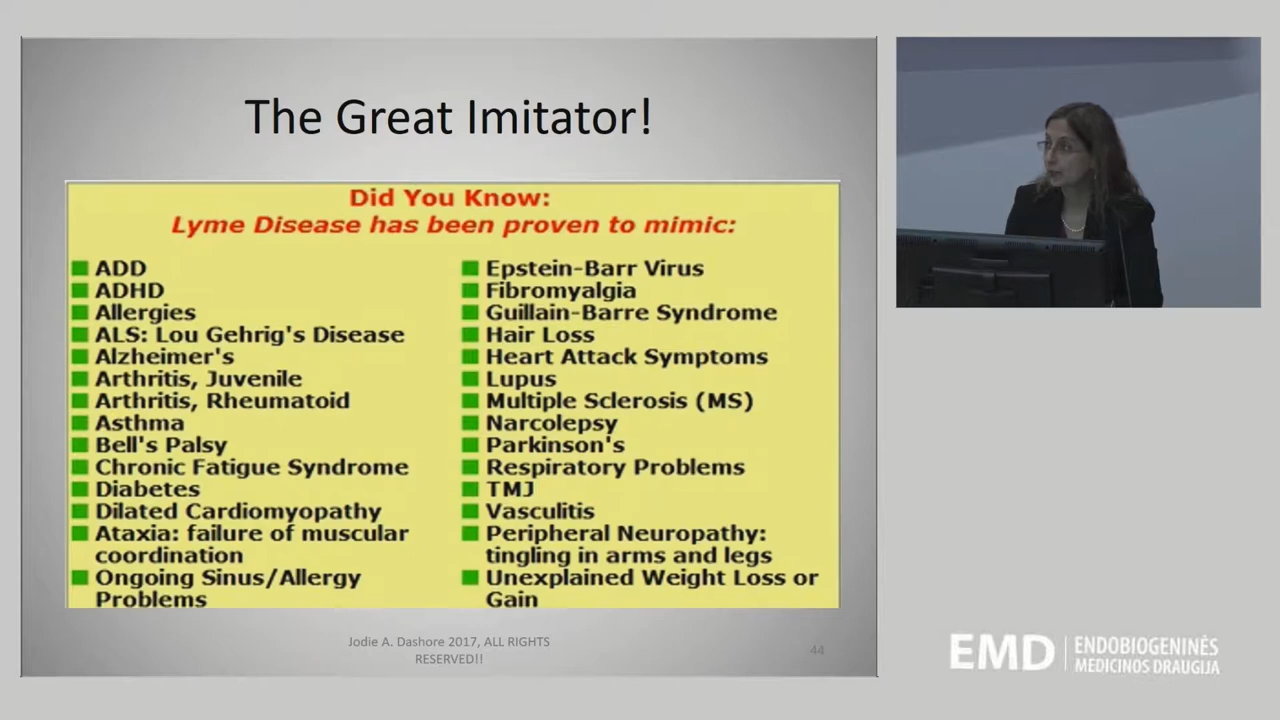 The Great Imitator!
Did You Know:
Lyme Disease has been proven to mimic:
ADD
ADHD
Allergies
ALS: Lou Gehrig's Disease
Alzheimer's
Arthritis, Juvenile
Arthritis, Rheumatoid
Asthma
Bell's Palsy
Chronic Fatigue Syndrome
Diabetes
Dilated Cardiomyopathy
Ataxia: failure of muscular
coordination
Ongoing Sinus/Allergy
Problems
Epstein-Barr Virus
Fibromyalgia
Guillain-Barre Syndrome
Hair Loss
Heart Attack Symptoms
Lupus
Multiple Sclerosis (MS)
Narcolepsy
Parkinson's
Respiratory Problems
TMJ
Vasculitis
Peripheral Neuropathy:
tingling in arms and legs
Unexplained Weight Loss or
Gain
Jodie A. Dashore 2017, ALL RIGHTS
RESERVED!!
44
EMD
ENDOBIOGENINĖS
MEDICINOS DRAUGIJA